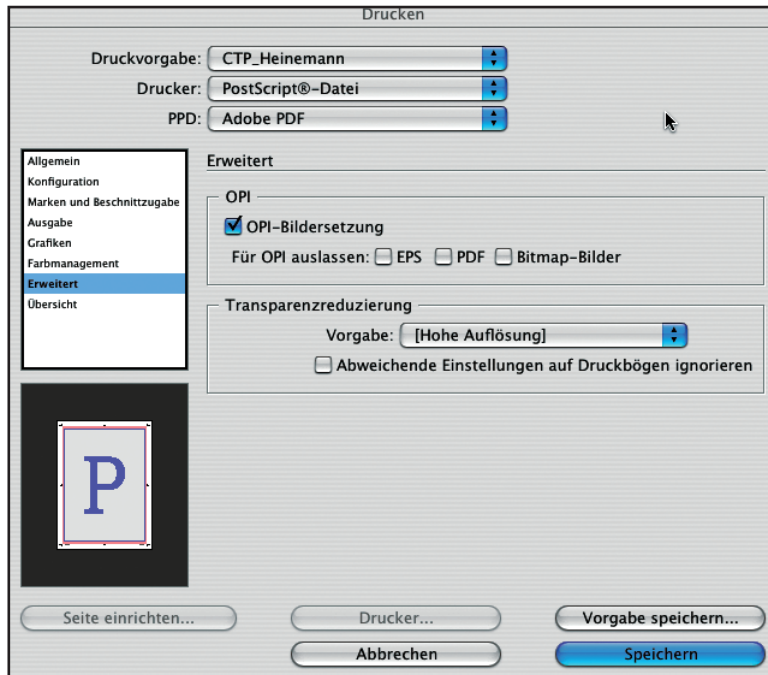 Drucken
Druckvorgabe: CTP_Heinemann
Drucker: PostScript®-Datei
PPD: Adobe PDF
Allgemein
Konfiguration
Marken und Beschnittzugabe
Ausgabe
Grafiken
Farbmanagement
Erweitert
Übersicht
Erweitert
OPI
OPI-Bildersetzung
Für OPI auslassen: EPS PDF Bitmap-Bilder
Transparenzreduzierung
Vorgabe: [Hohe Auflösung]
Abweichende Einstellungen auf Druckbögen ignorieren
P
Seite einrichten... Drucker... Vorgabe speichern...
Abbrechen Speichern